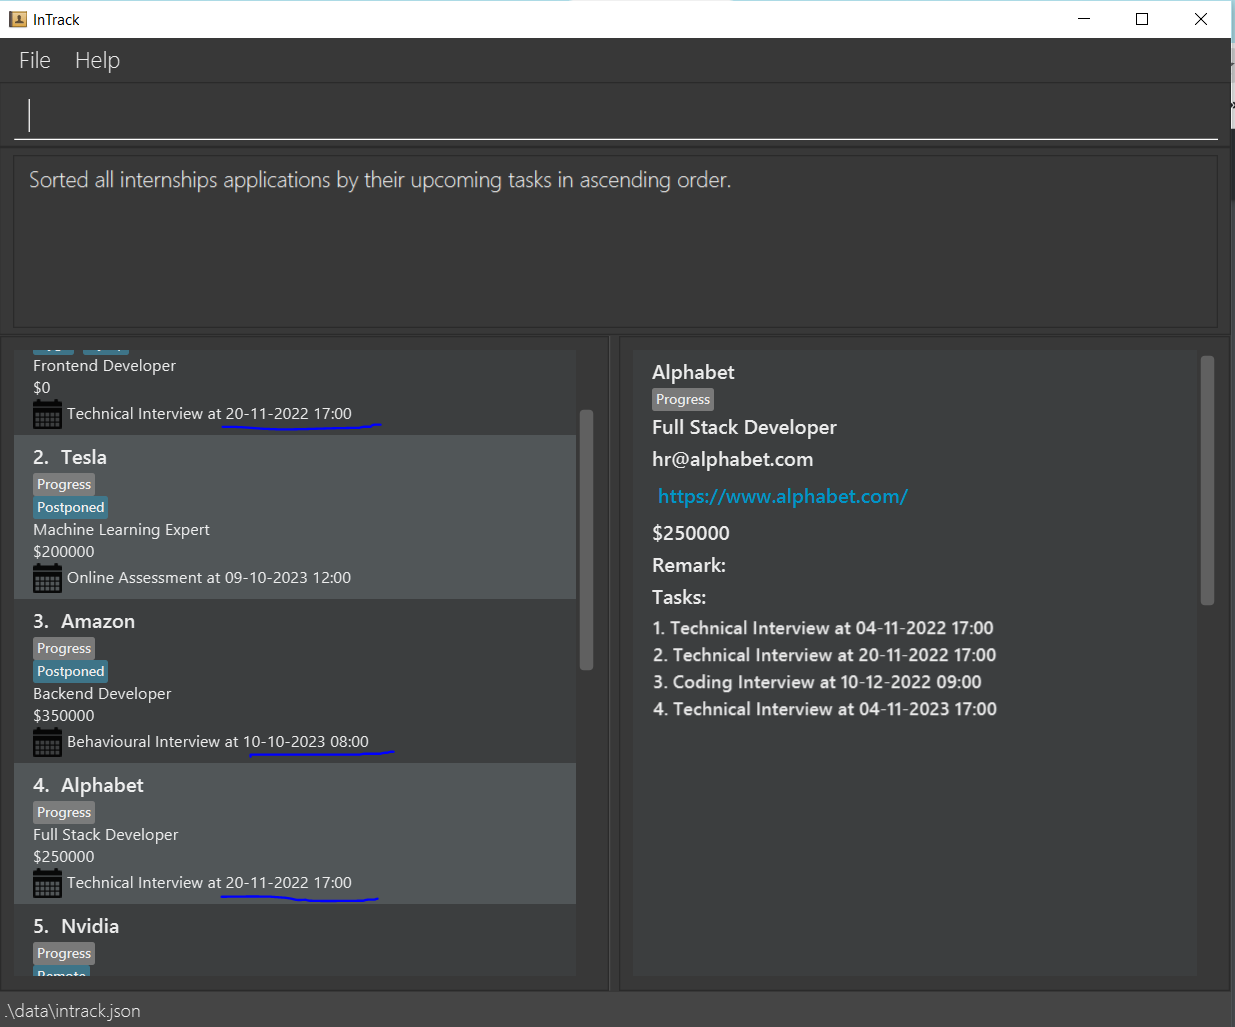 InTrack
File Help
Sorted all internships applications by their upcoming tasks in ascending order.
Frontend Developer
$0
Technical Interview at 20-11-2022 17:00
2. Tesla
Progress
Postponed
Machine Learning Expert
$200000
Online Assessment at 09-10-2023 12:00
3. Amazon
Progress
Postponed
Backend Developer
$350000
Behavioural Interview at 10-10-2023 08:00
4. Alphabet
Progress
Full Stack Developer
$250000
Technical Interview at 20-11-2022 17:00
5. Nvidia
Progress
Remote
Alphabet
Progress
Full Stack Developer
hr@alphabet.com
https://www.alphabet.com/
$250000
Remark:
Tasks:
1. Technical Interview at 04-11-2022 17:00
2. Technical Interview at 20-11-2022 17:00
3. Coding Interview at 10-12-2022 09:00
4. Technical Interview at 04-11-2023 17:00
.\data\intrack.json